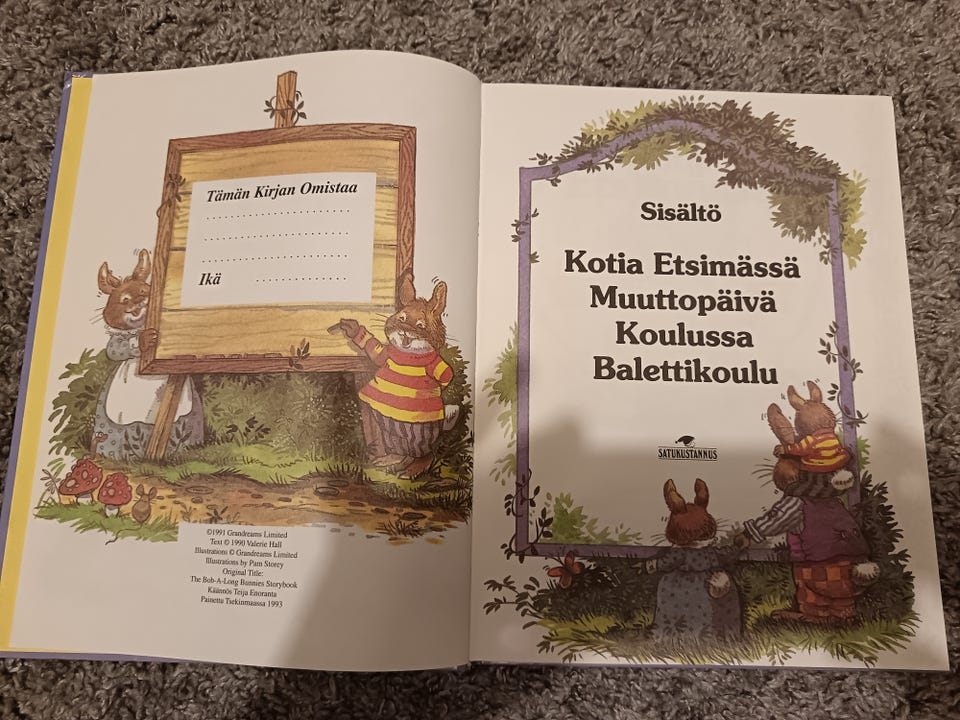 Tämän Kirjan Omistaa
Ikä
©1991 Grandreams Limited
Text © 1990 Valerie Hall
Illustrations © Grandreams Limited
Illustrations by Pam Storey
Original Title:
The Bob-A-Long Bunnies Storybook
Käännös Teija Enoranta
Painettu Tsekinmaassa 1993
Sisältö
Kotia Etsimässä
Muuttopäivä
Koulussa
Balettikoulu
SATUKUSTANNUS